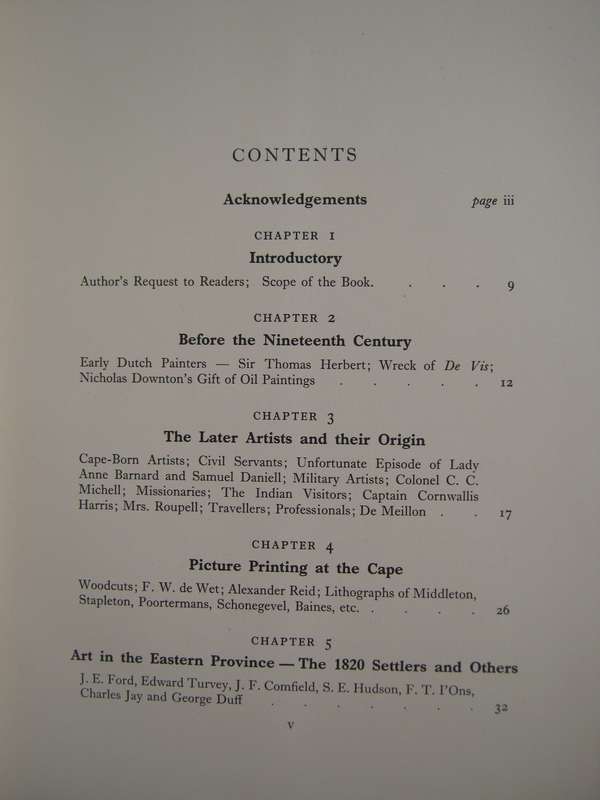 CONTENTS
Acknowledgements page iii
CHAPTER 1
Introductory
Author's Request to Readers; Scope of the Book. . . . 9
CHAPTER 2
Before the Nineteenth Century
Early Dutch Painters — Sir Thomas Herbert; Wreck of De Vis;
Nicholas Downton's Gift of Oil Paintings . . . . . 12
CHAPTER 3
The Later Artists and their Origin
Cape-Born Artists; Civil Servants; Unfortunate Episode of Lady
Anne Barnard and Samuel Daniell; Military Artists; Colonel C. C.
Michell; Missionaries; The Indian Visitors; Captain Cornwallis
Harris; Mrs. Roupell; Travellers; Professionals; De Meillon . . 17
CHAPTER 4
Picture Printing at the Cape
Woodcuts; F. W. de Wet; Alexander Reid; Lithographs of Middleton,
Stapleton, Poortermans, Schonegevel, Baines, etc. . . . . 26
CHAPTER 5
Art in the Eastern Province — The 1820 Settlers and Others
J. E. Ford, Edward Turvey, J. F. Comfield, S. E. Hudson, F. T. I'Ons,
Charles Jay and George Duff . . . . . . . 32
v